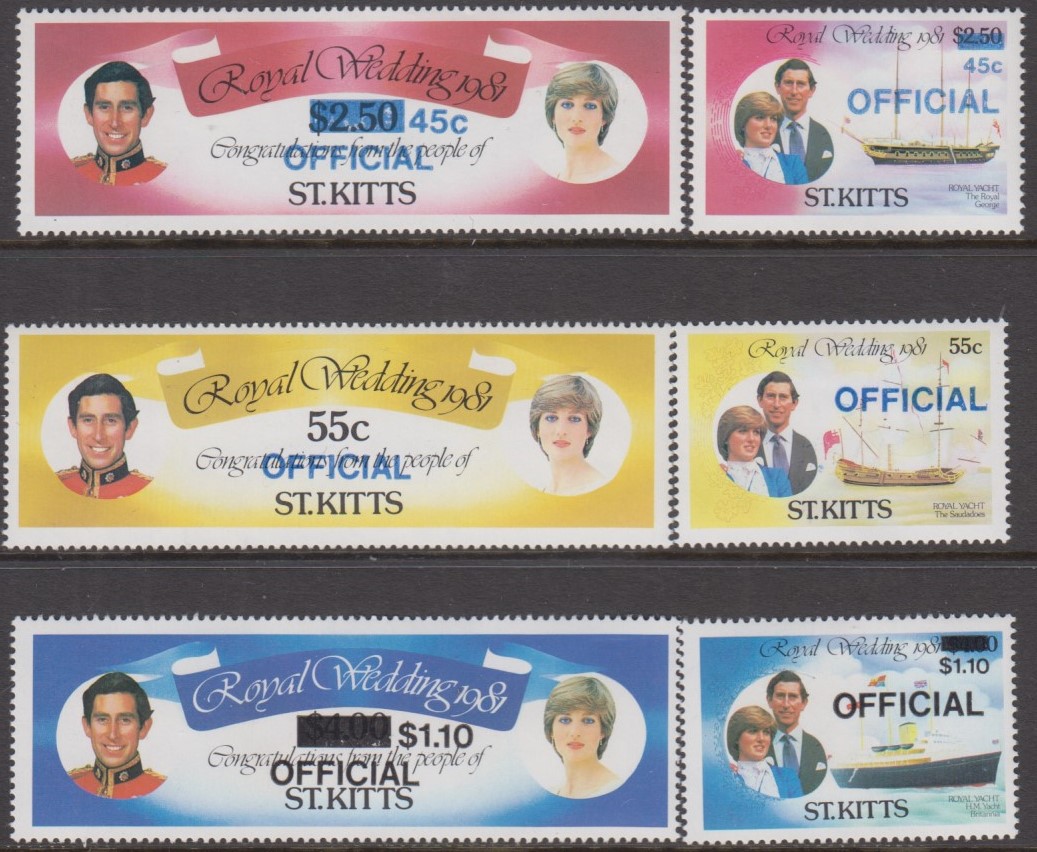 Royal Wedding 1981
$2.50 45c
Congratulations from the people of
OFFICIAL
ST.KITTS
Royal Wedding 1981 $2.50
45c
OFFICIAL
ROYAL YACHT
The Royal
George
ST.KITTS
Royal Wedding 1981
55c
Congratulations from the people of
OFFICIAL
ST.KITTS
Royal Wedding 1981 55c
OFFICIAL
ROYAL YACHT
The Saudadoes
ST.KITTS
Royal Wedding 1981
$4.00 $1.10
Congratulations from the people of
OFFICIAL
ST.KITTS
Royal Wedding 1981 $4.00
$1.10
OFFICIAL
ROYAL YACHT
H.M. Yacht
Britannia
ST.KITTS